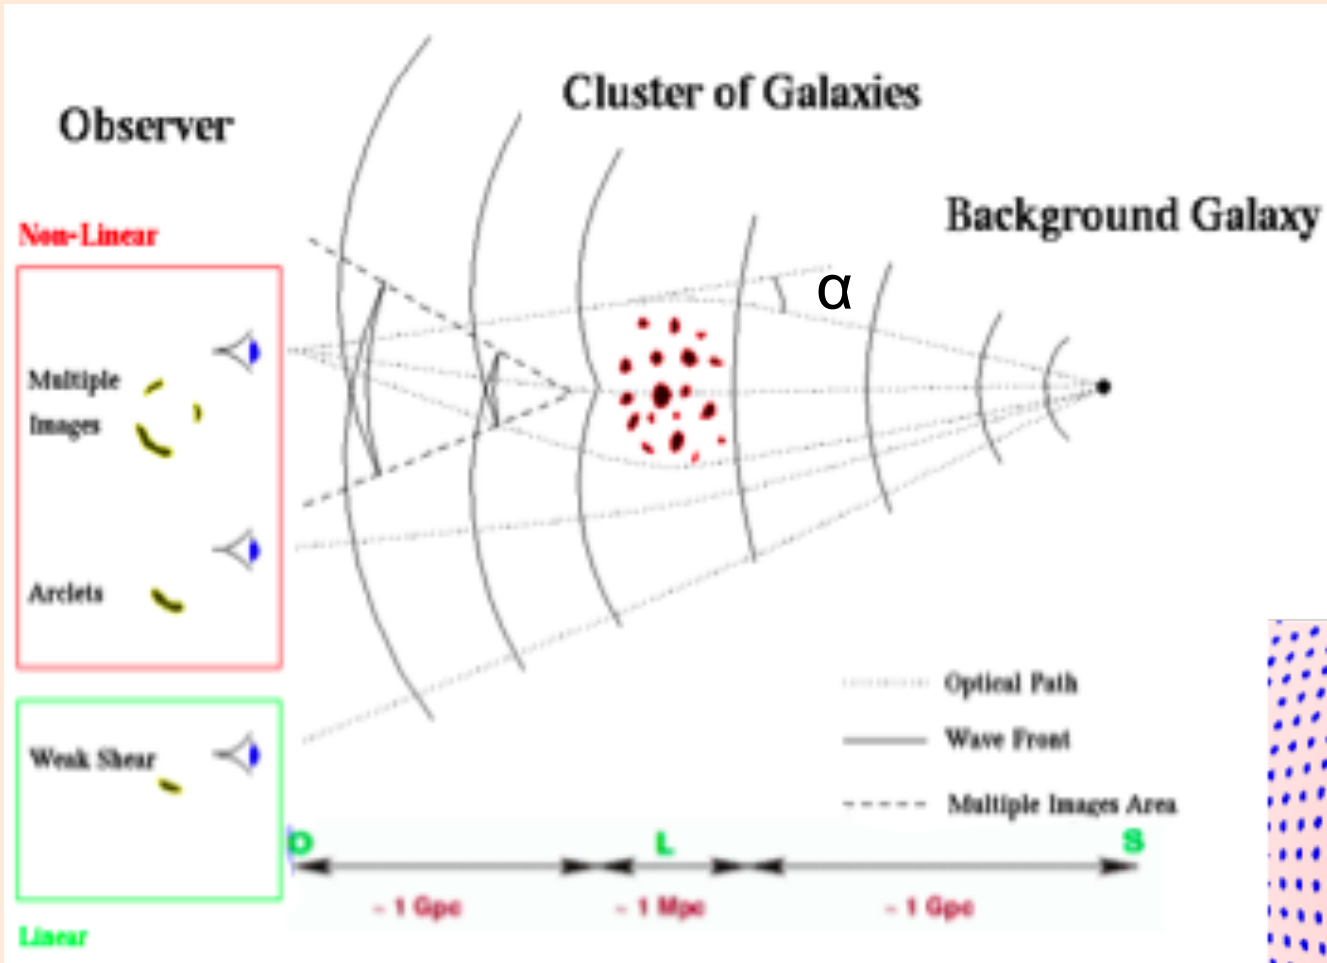 Cluster of Galaxies
Observer
Background Galaxy
Non-Linear
α
Multiple
Images
Arclets
Optical Path
Wave Front
Weak Shear
Multiple Images Area
O L S
~ 1 Gpc ~ 1 Mpc ~ 1 Gpc
Linear